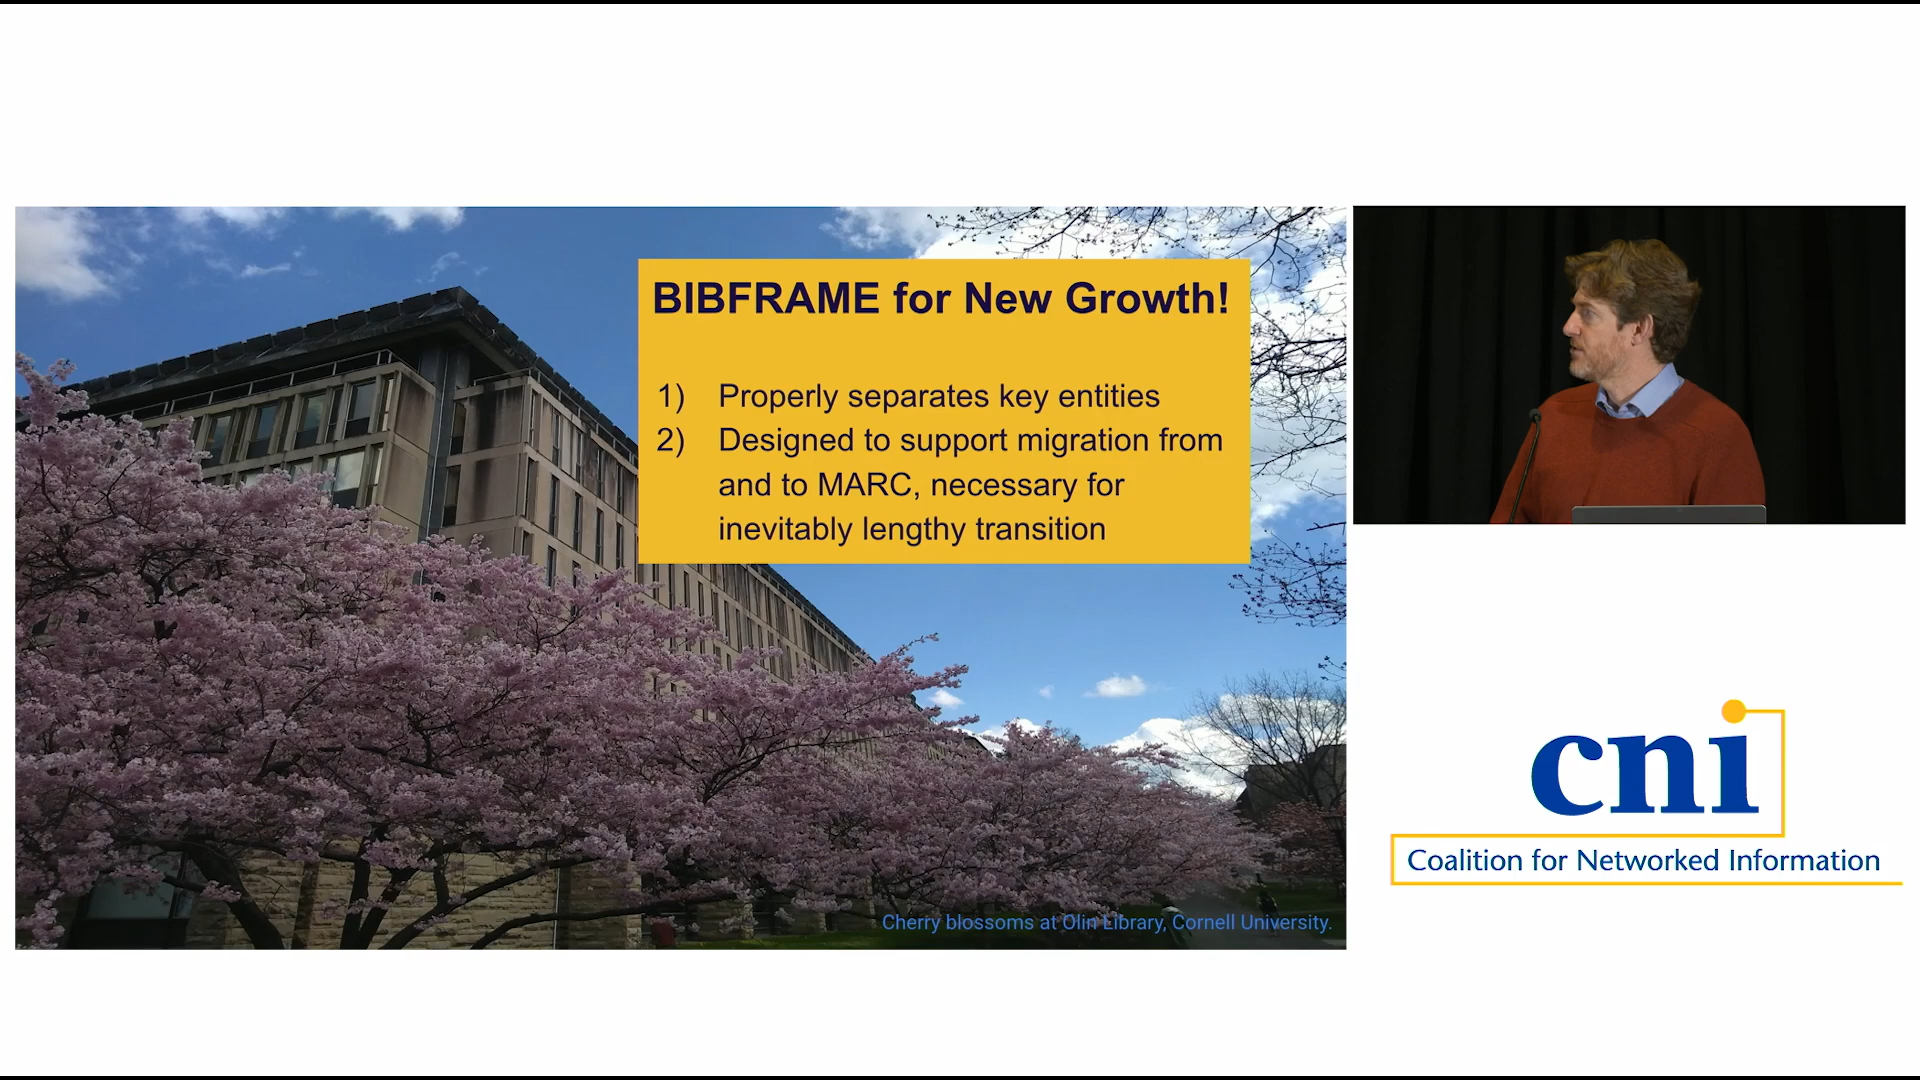 BIBFRAME for New Growth!
1) Properly separates key entities
2) Designed to support migration from
and to MARC, necessary for
inevitably lengthy transition
Cherry blossoms at Olin Library, Cornell University.
cni
Coalition for Networked Information